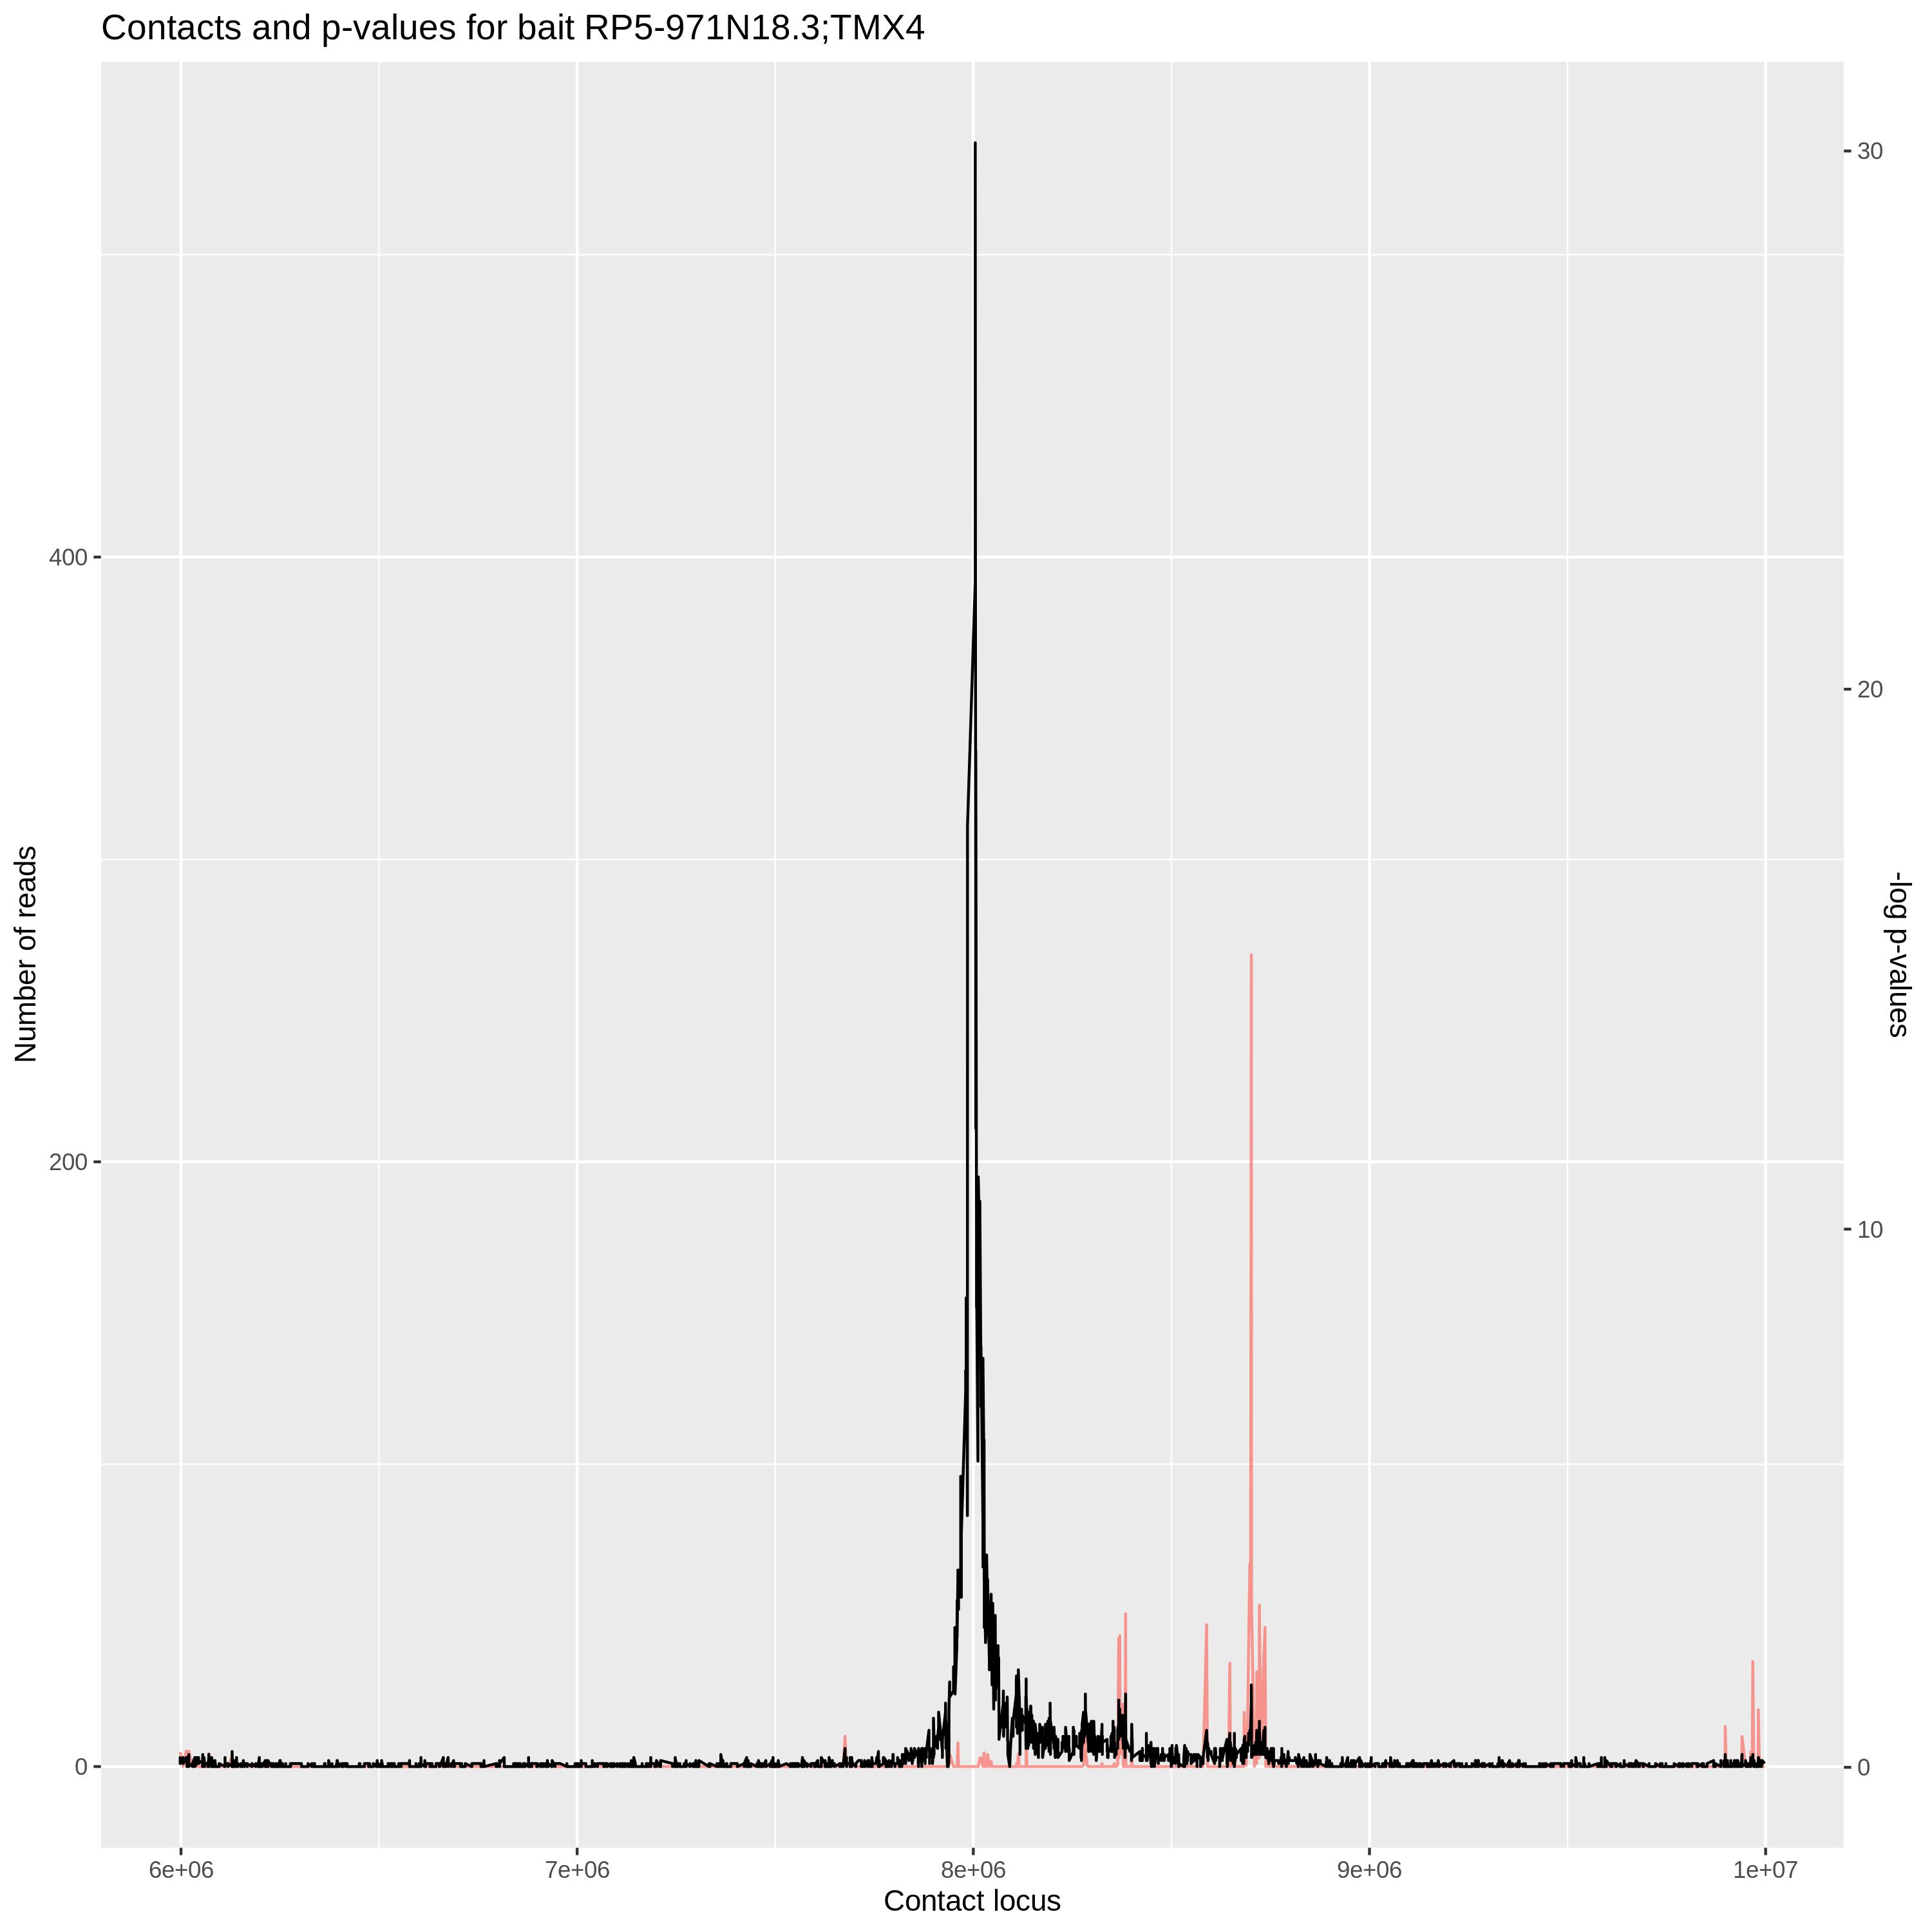 Contacts and p-values for bait RP5-971N18.3;TMX4
Number of reads
400
200
0
30
20
10
0
-log p-values
6e+06 7e+06 8e+06 9e+06 1e+07
Contact locus